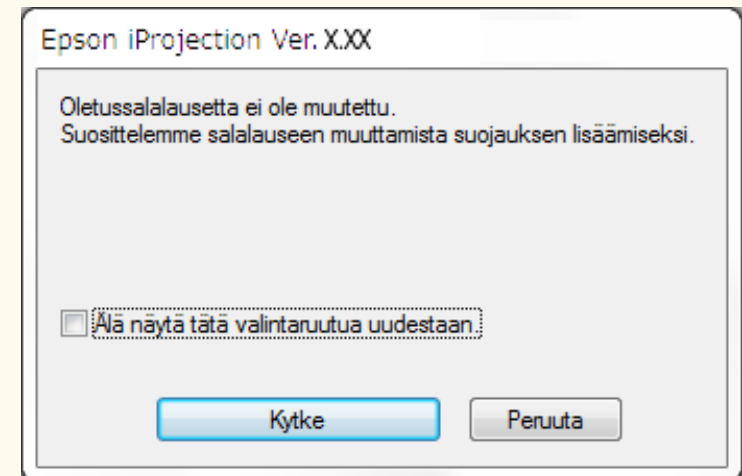 Epson iProjection Ver. X.XX
Oletussalalausetta ei ole muutettu.
Suosittelemme salalauseen muuttamista suojauksen lisäämiseksi.
Älä näytä tätä valintaruutua uudestaan.
Kytke
Peruuta